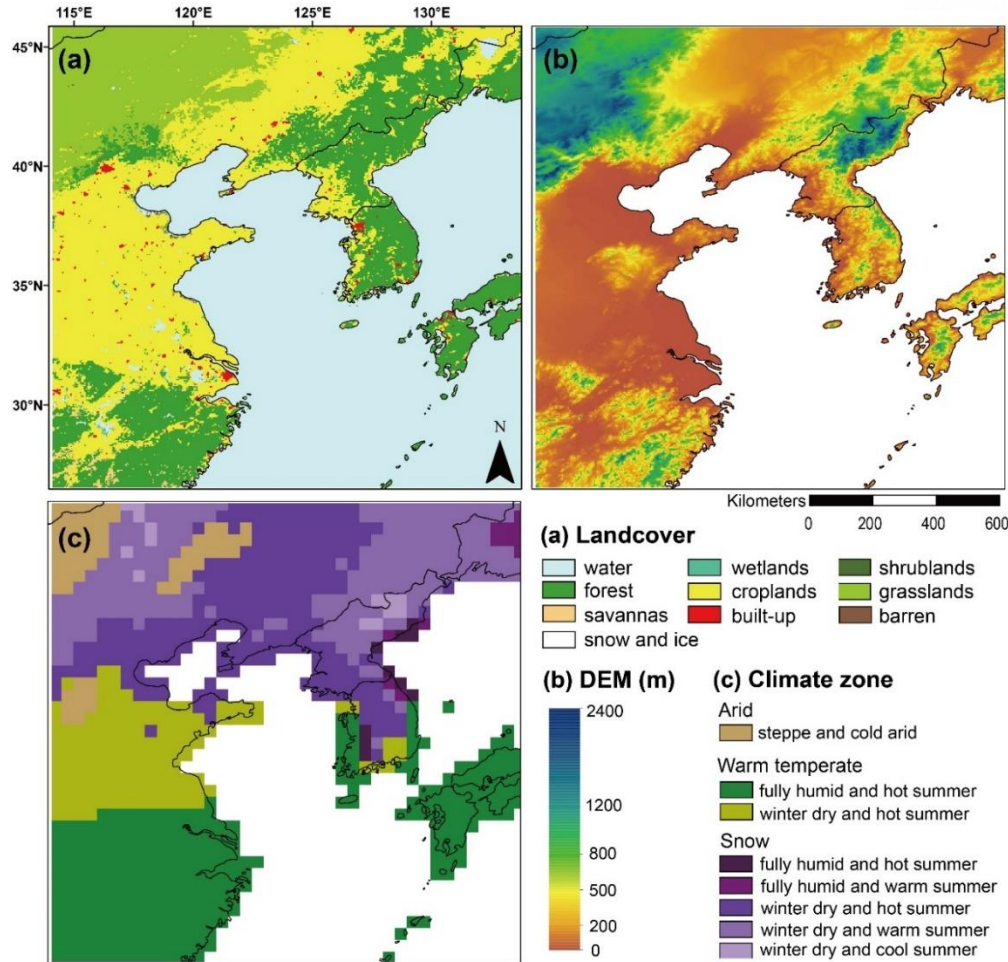 115°E 120°E 125°E 130°E
45°N
40°N
35°N
30°N
(a)
N
(b)
Kilometers
0 200 400 600
(c)
(a) Landcover
water wetlands shrublands
forest croplands grasslands
savannas built-up barren
snow and ice
(b) DEM (m)
2400
1200
800
500
200
0
(c) Climate zone
Arid
steppe and cold arid
Warm temperate
fully humid and hot summer
winter dry and hot summer
Snow
fully humid and hot summer
fully humid and warm summer
winter dry and hot summer
winter dry and warm summer
winter dry and cool summer